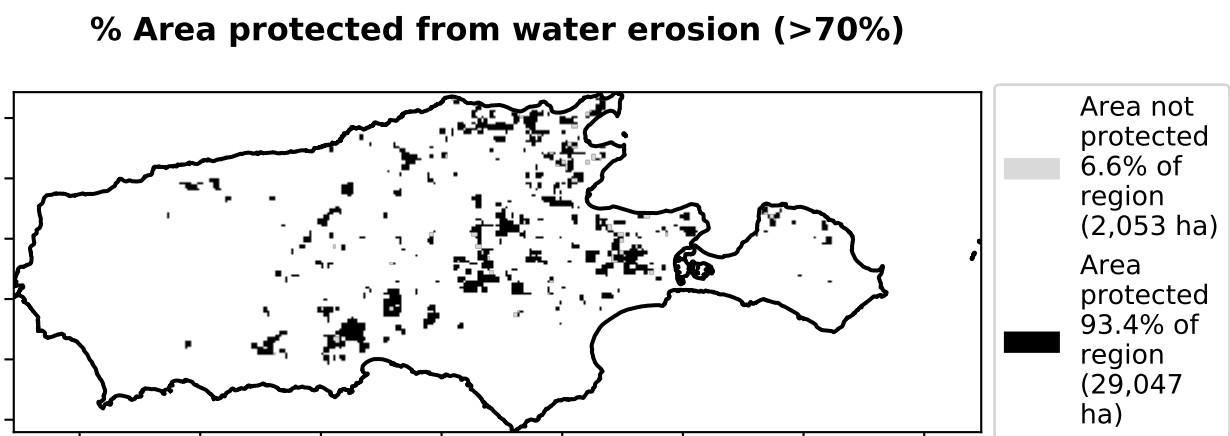 % Area protected from water erosion (>70%)
Area not
protected
6.6% of
region
(2,053 ha)
Area
protected
93.4% of
region
(29,047
ha)